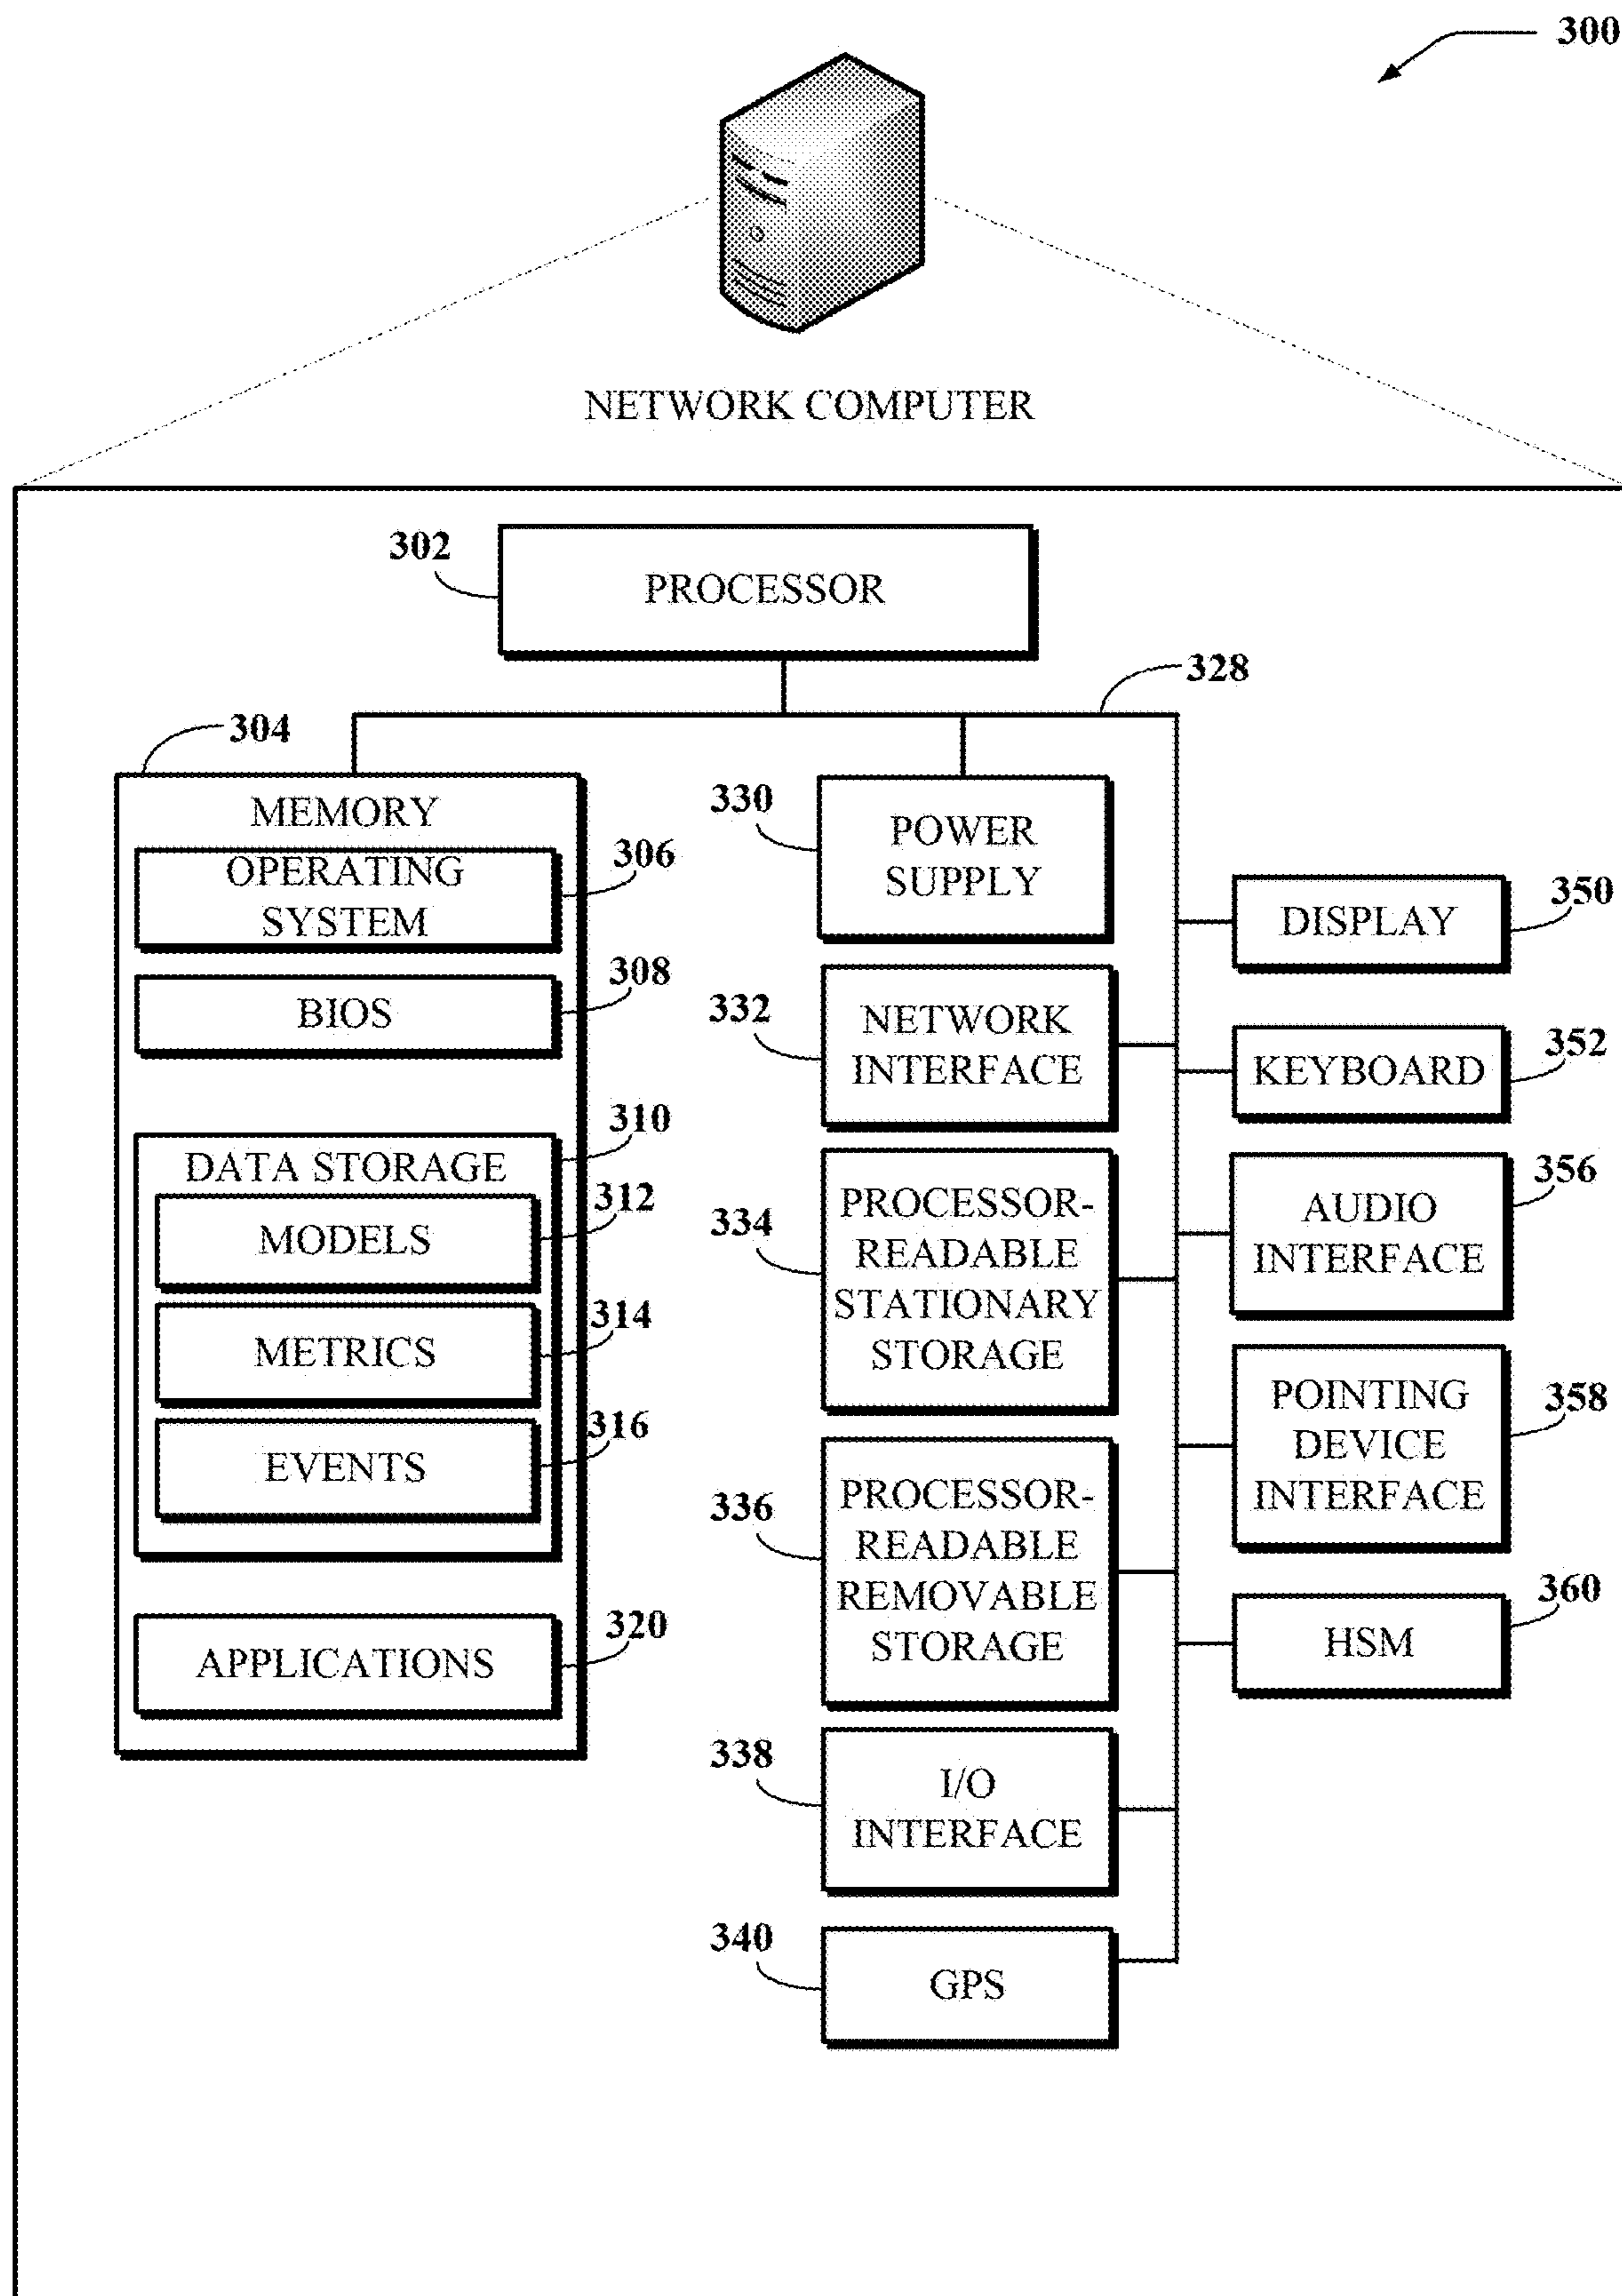 300
NETWORK COMPUTER
302
PROCESSOR
328
304
MEMORY
OPERATING
SYSTEM
306
BIOS
308
DATA STORAGE
310
MODELS
312
METRICS
314
EVENTS
316
APPLICATIONS
320
330
POWER
SUPPLY
332
NETWORK
INTERFACE
334
PROCESSOR-
READABLE
STATIONARY
STORAGE
336
PROCESSOR-
READABLE
REMOVABLE
STORAGE
338
I/O
INTERFACE
340
GPS
DISPLAY
350
KEYBOARD
352
AUDIO
INTERFACE
356
POINTING
DEVICE
INTERFACE
358
HSM
360